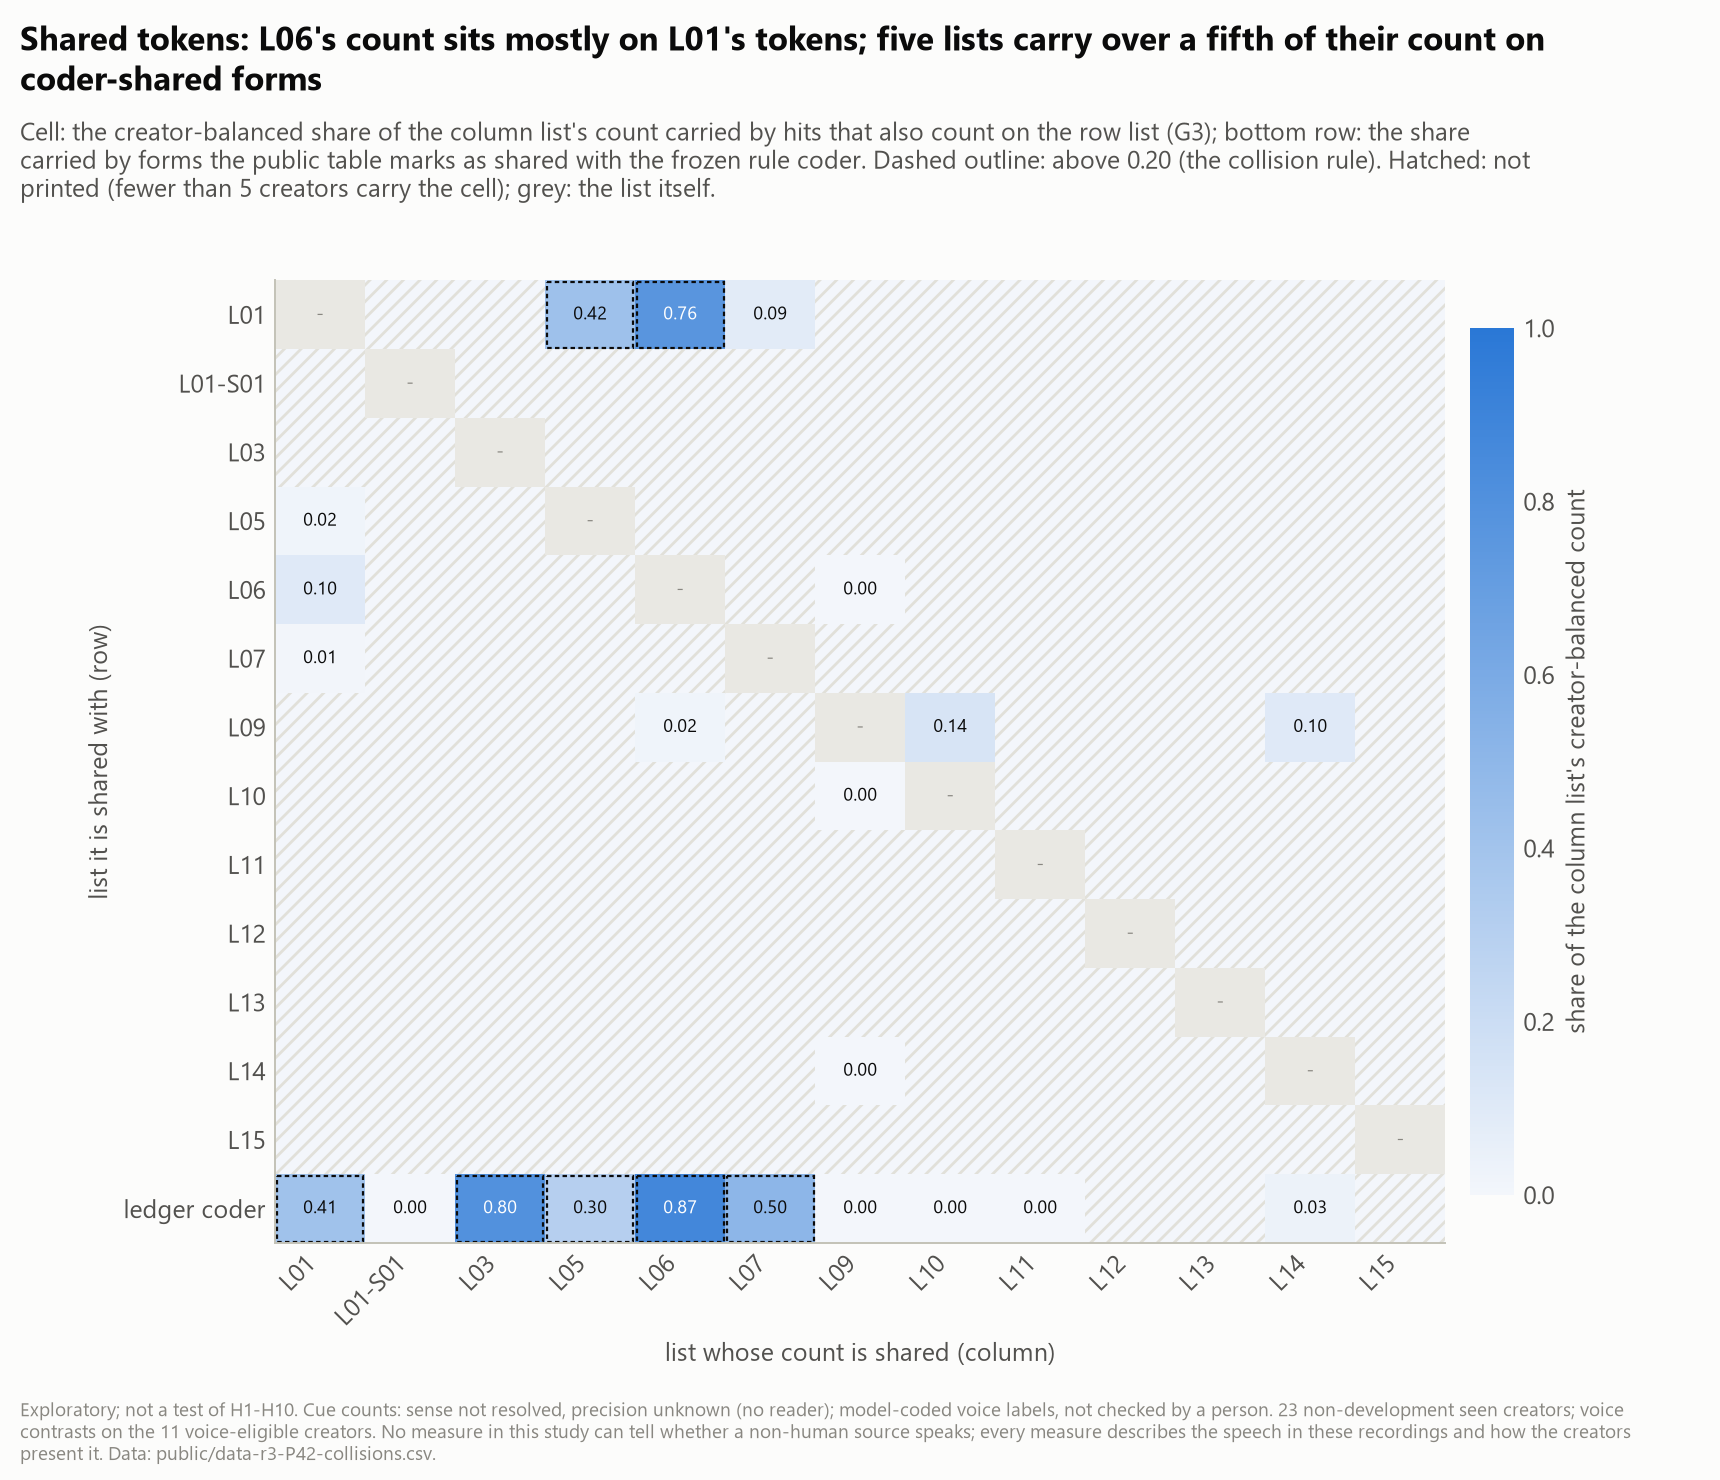 Shared tokens: L06's count sits mostly on L01's tokens; five lists carry over a fifth of their count on
coder-shared forms
Cell: the creator-balanced share of the column list's count carried by hits that also count on the row list (G3); bottom row: the share
carried by forms the public table marks as shared with the frozen rule coder. Dashed outline: above 0.20 (the collision rule). Hatched: not
printed (fewer than 5 creators carry the cell); grey: the list itself.
L01 - 0.42 0.76 0.09
L01-S01 -
L03 -
L05 0.02 -
L06 0.10 - 0.00
L07 0.01 -
L09 0.02 - 0.14 0.10
L10 0.00 -
L11 -
L12 -
L13 -
L14 0.00 -
L15 -
ledger coder 0.41 0.00 0.80 0.30 0.87 0.50 0.00 0.00 0.00 0.03
L01 L01-S01 L03 L05 L06 L07 L09 L10 L11 L12 L13 L14 L15
list whose count is shared (column)
list it is shared with (row)
1.0
0.8
0.6
0.4
0.2
0.0
share of the column list's creator-balanced count
Exploratory; not a test of H1-H10. Cue counts: sense not resolved, precision unknown (no reader); model-coded voice labels, not checked by a person. 23 non-development seen creators; voice
contrasts on the 11 voice-eligible creators. No measure in this study can tell whether a non-human source speaks; every measure describes the speech in these recordings and how the creators
present it. Data: public/data-r3-P42-collisions.csv.